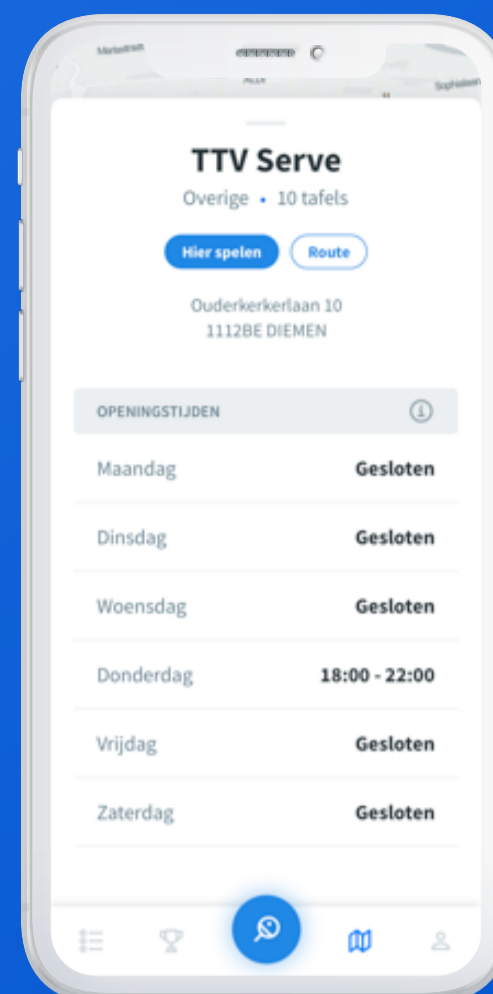 TTV Serve
Overige • 10 tafels
Hier spelen
Route
Ouderkerkerlaan 10
1112BE DIEMEN
OPENINGSTIJDEN
Maandag Gesloten
Dinsdag Gesloten
Woensdag Gesloten
Donderdag 18:00 - 22:00
Vrijdag Gesloten
Zaterdag Gesloten